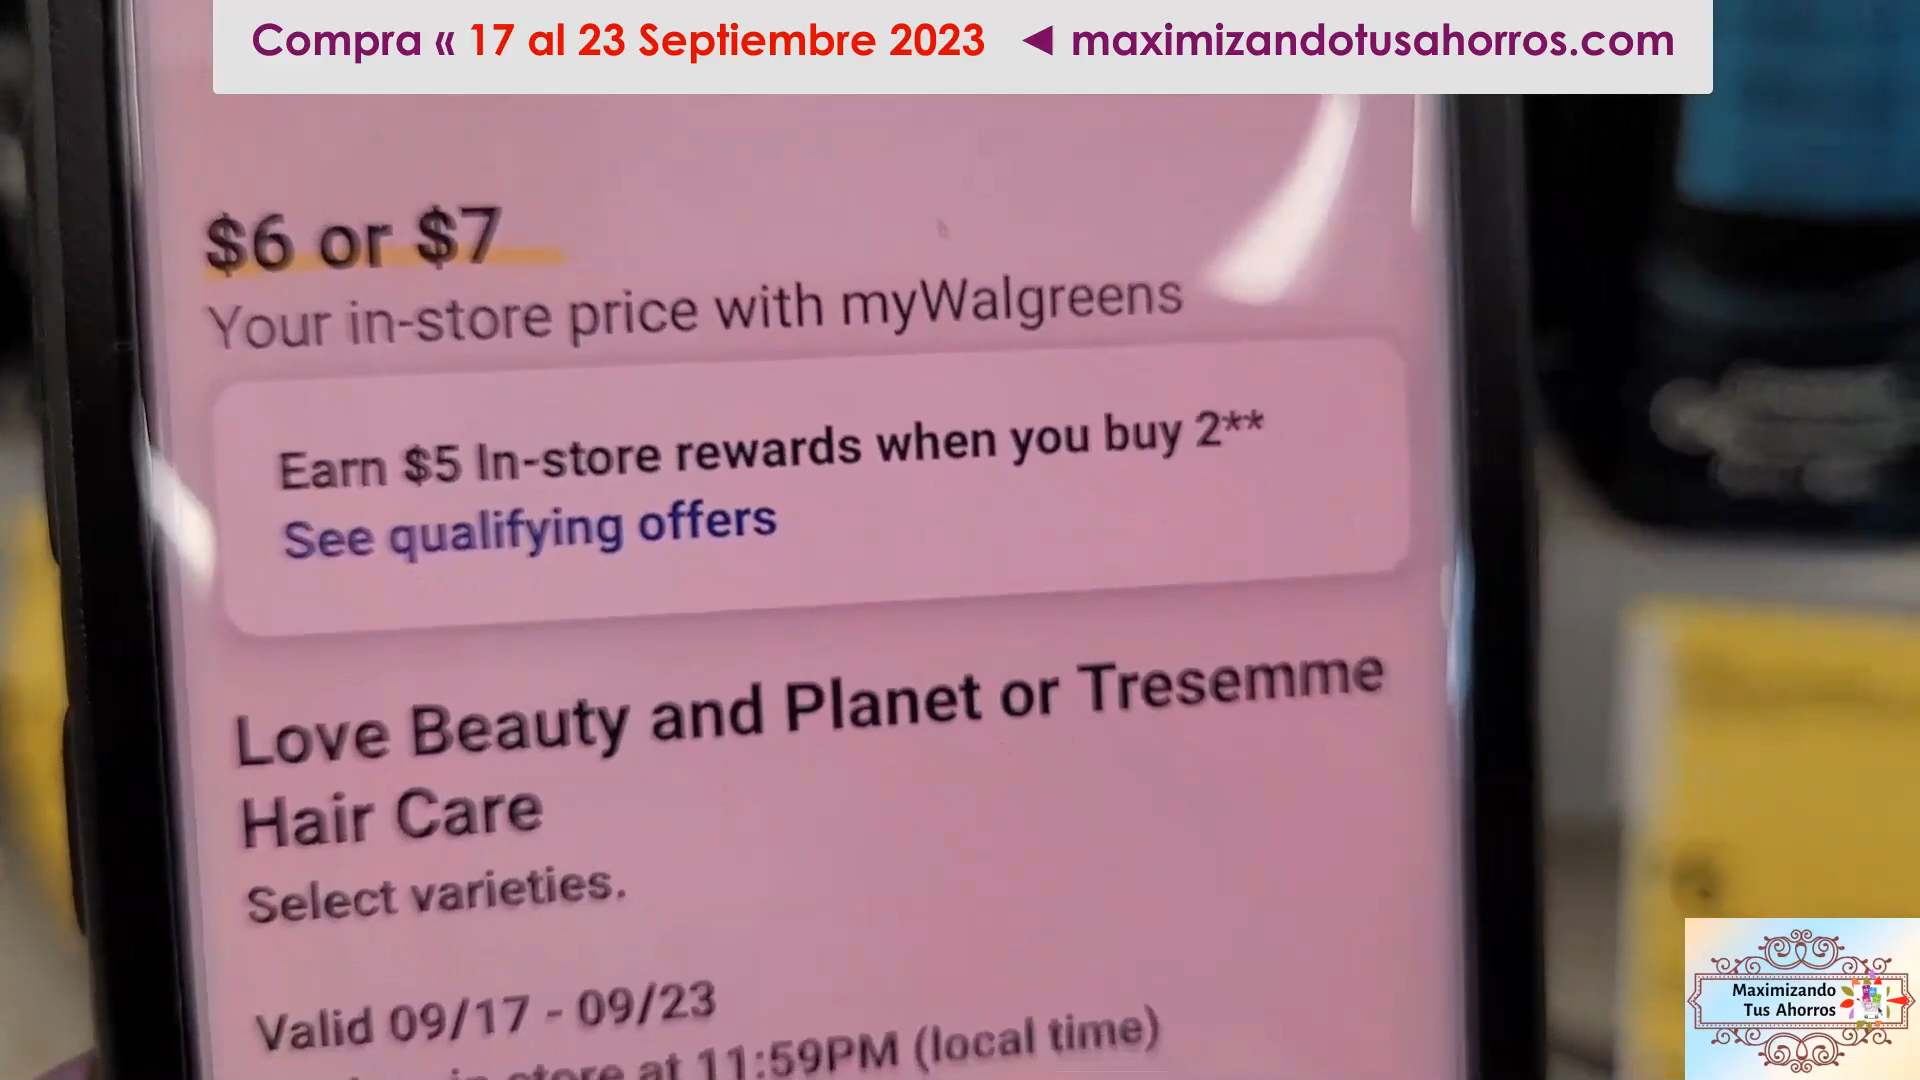 Compra « 17 al 23 Septiembre 2023 ◄ maximizandotusahorros.com
$6 or $7
Your in-store price with myWalgreens
Earn $5 In-store rewards when you buy 2**
See qualifying offers
Love Beauty and Planet or Tresemme
Hair Care
Select varieties.
Valid 09/17 - 09/23
in store at 11:59PM (local time)
Maximizando
Tus Ahorros